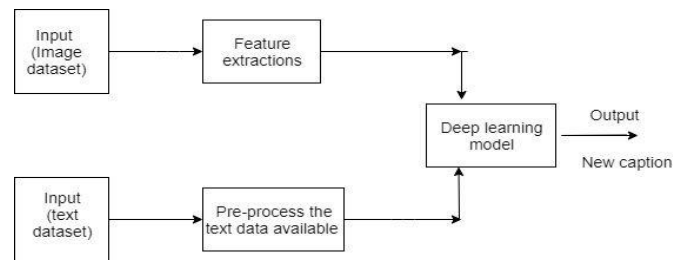 Input
(Image
dataset)
Feature
extractions
Deep learning
model
Output
New caption
Input
(text
dataset)
Pre-process the
text data available